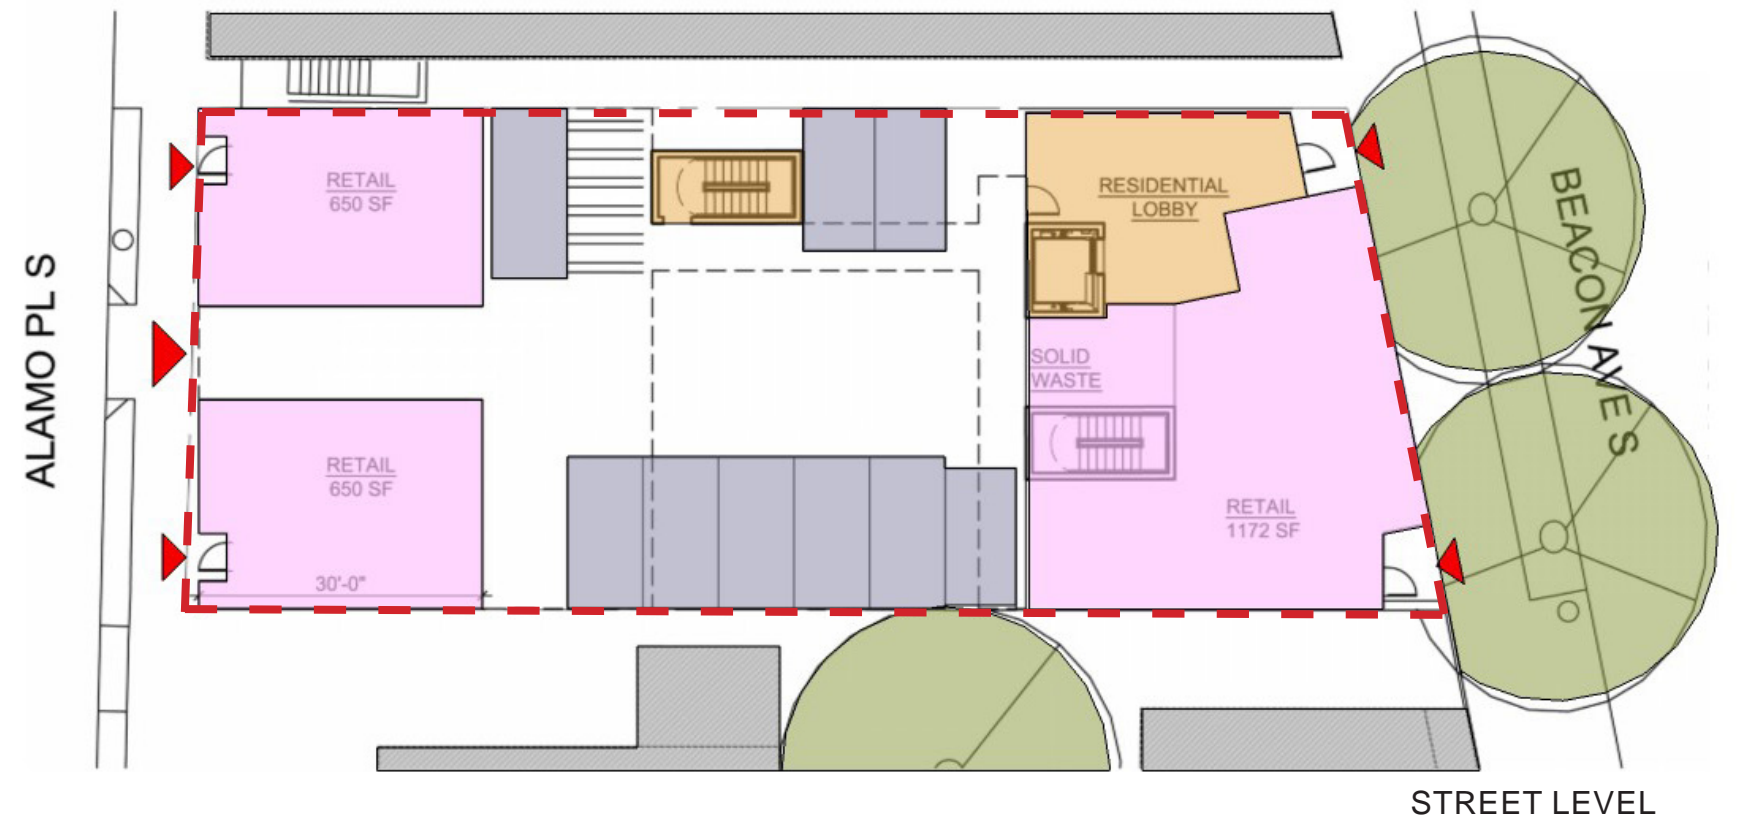 ALAMO PL S
RETAIL
650 SF
RESIDENTIAL
LOBBY
BEACON AVE S
SOLID
WASTE
RETAIL
650 SF
RETAIL
1172 SF
30'-0"
STREET LEVEL